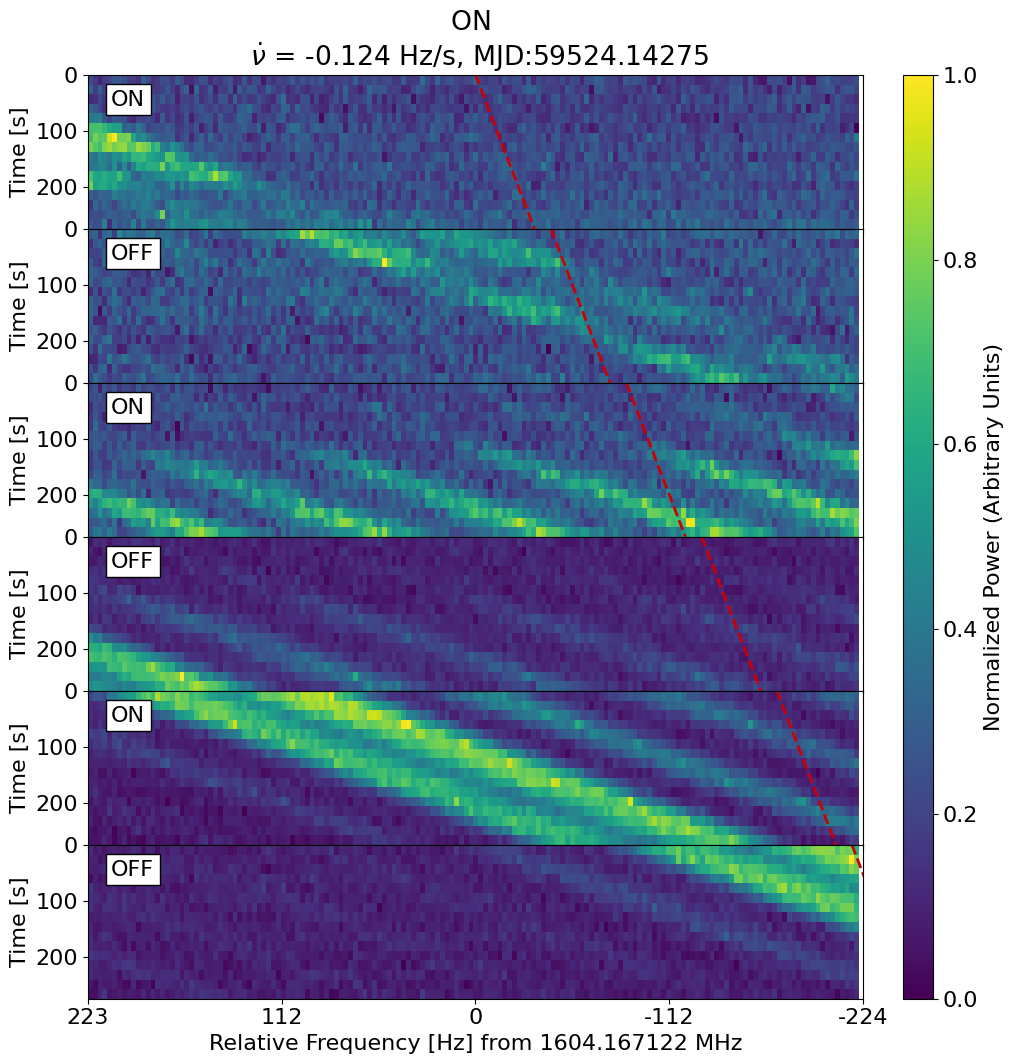 ON
ν̇ = -0.124 Hz/s, MJD:59524.14275
0
ON
100
Time [s]
200
0
OFF
100
Time [s]
200
0
ON
100
Time [s]
200
0
OFF
100
Time [s]
200
0
ON
100
Time [s]
200
0
OFF
100
Time [s]
200
223 112 0 -112 -224
Relative Frequency [Hz] from 1604.167122 MHz
1.0
0.8
0.6
0.4
0.2
0.0
Normalized Power (Arbitrary Units)